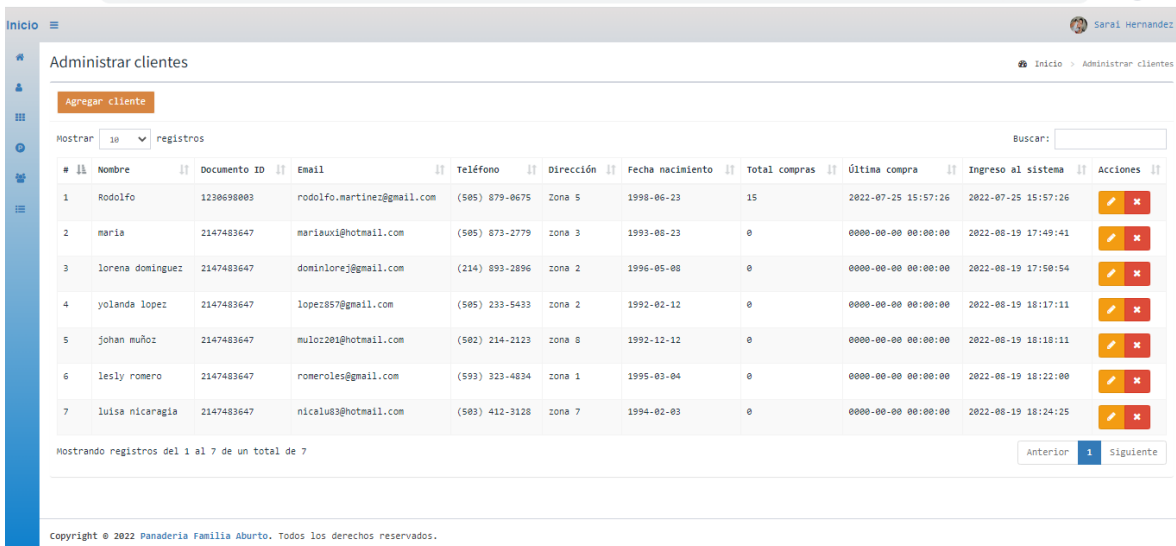 Inicio
Sarai Hernandez
Administrar clientes
Inicio > Administrar clientes
Agregar cliente
Mostrar 10 registros
Buscar:
# Nombre Documento ID Email Teléfono Dirección Fecha nacimiento Total compras Última compra Ingreso al sistema Acciones
1 Rodolfo 1230698003 rodolfo.martinez@gmail.com (505) 879-0675 Zona 5 1998-06-23 15 2022-07-25 15:57:26 2022-07-25 15:57:26
2 maria 2147483647 mariauxi@hotmail.com (505) 873-2779 zona 3 1993-08-23 0 0000-00-00 00:00:00 2022-08-19 17:49:41
3 lorena dominguez 2147483647 dominlorej@gmail.com (214) 893-2896 zona 2 1996-05-08 0 0000-00-00 00:00:00 2022-08-19 17:50:54
4 yolanda lopez 2147483647 lopez857@gmail.com (505) 233-5433 zona 2 1992-02-12 0 0000-00-00 00:00:00 2022-08-19 18:17:11
5 johan muñoz 2147483647 muloz201@hotmail.com (502) 214-2123 zona 8 1992-12-12 0 0000-00-00 00:00:00 2022-08-19 18:18:11
6 lesly romero 2147483647 romeroles@gmail.com (593) 323-4834 zona 1 1995-03-04 0 0000-00-00 00:00:00 2022-08-19 18:22:00
7 luisa nicaragia 2147483647 nicalu83@hotmail.com (503) 412-3128 zona 7 1994-02-03 0 0000-00-00 00:00:00 2022-08-19 18:24:25
Mostrando registros del 1 al 7 de un total de 7
Anterior 1 Siguiente
Copyright © 2022 Panaderia Familia Aburto. Todos los derechos reservados.